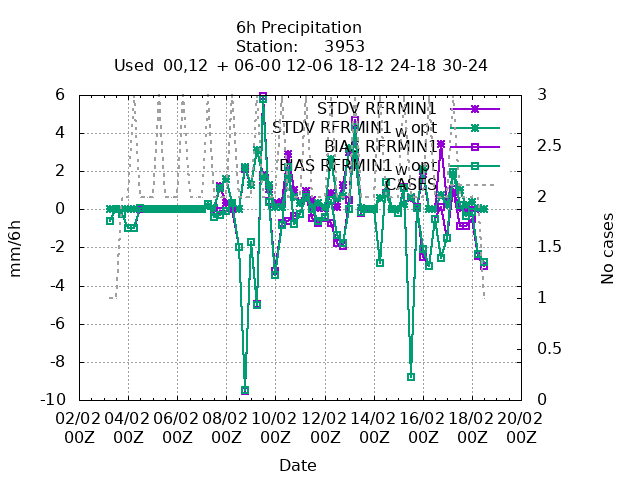 6h Precipitation
Station: 3953
Used 00,12 + 06-00 12-06 18-12 24-18 30-24
STDV RFRMIN1
STDV RFRMIN1_W opt
BIAS RFRMIN1
BIAS RFRMIN1_W opt
CASES
6
4
2
0
-2
-4
-6
-8
-10
mm/6h
3
2.5
2
1.5
1
0.5
0
No cases
02/02 04/02 06/02 08/02 10/02 12/02 14/02 16/02 18/02 20/02
00Z 00Z 00Z 00Z 00Z 00Z 00Z 00Z 00Z 00Z
Date